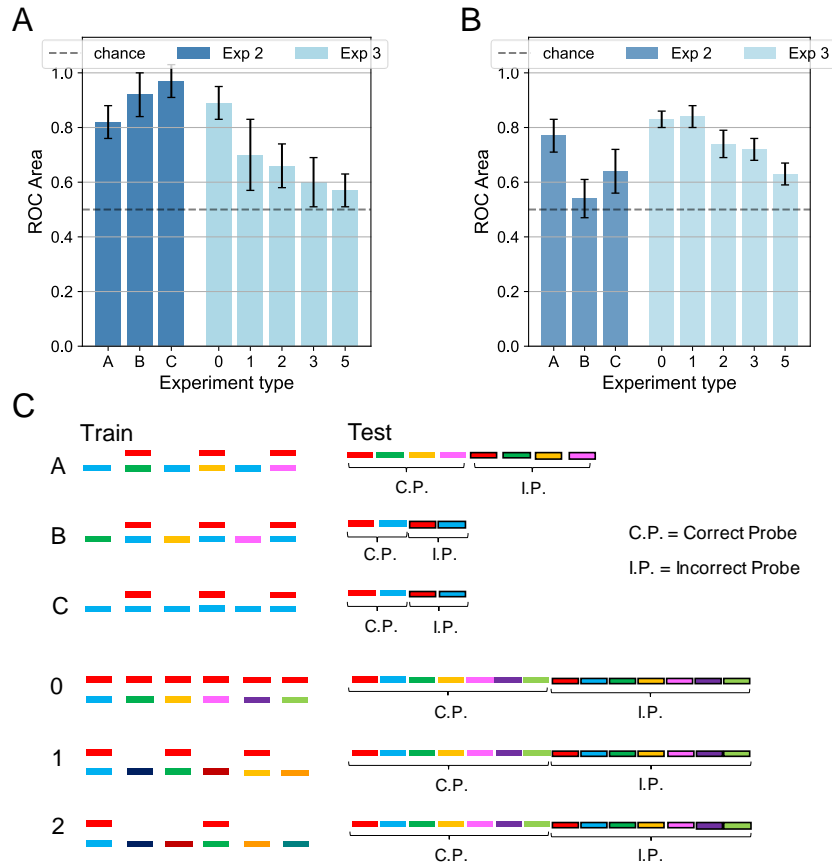 A
chance Exp 2 Exp 3
1.0
0.8
0.6
0.4
0.2
0.0
ROC Area
A B C 0 1 2 3 5
Experiment type
B
chance Exp 2 Exp 3
1.0
0.8
0.6
0.4
0.2
0.0
ROC Area
A B C 0 1 2 3 5
Experiment type
C
Train Test
A
C.P. I.P.
B
C.P. I.P.
C.P. = Correct Probe
I.P. = Incorrect Probe
C
C.P. I.P.
0
C.P. I.P.
1
C.P. I.P.
2
C.P. I.P.